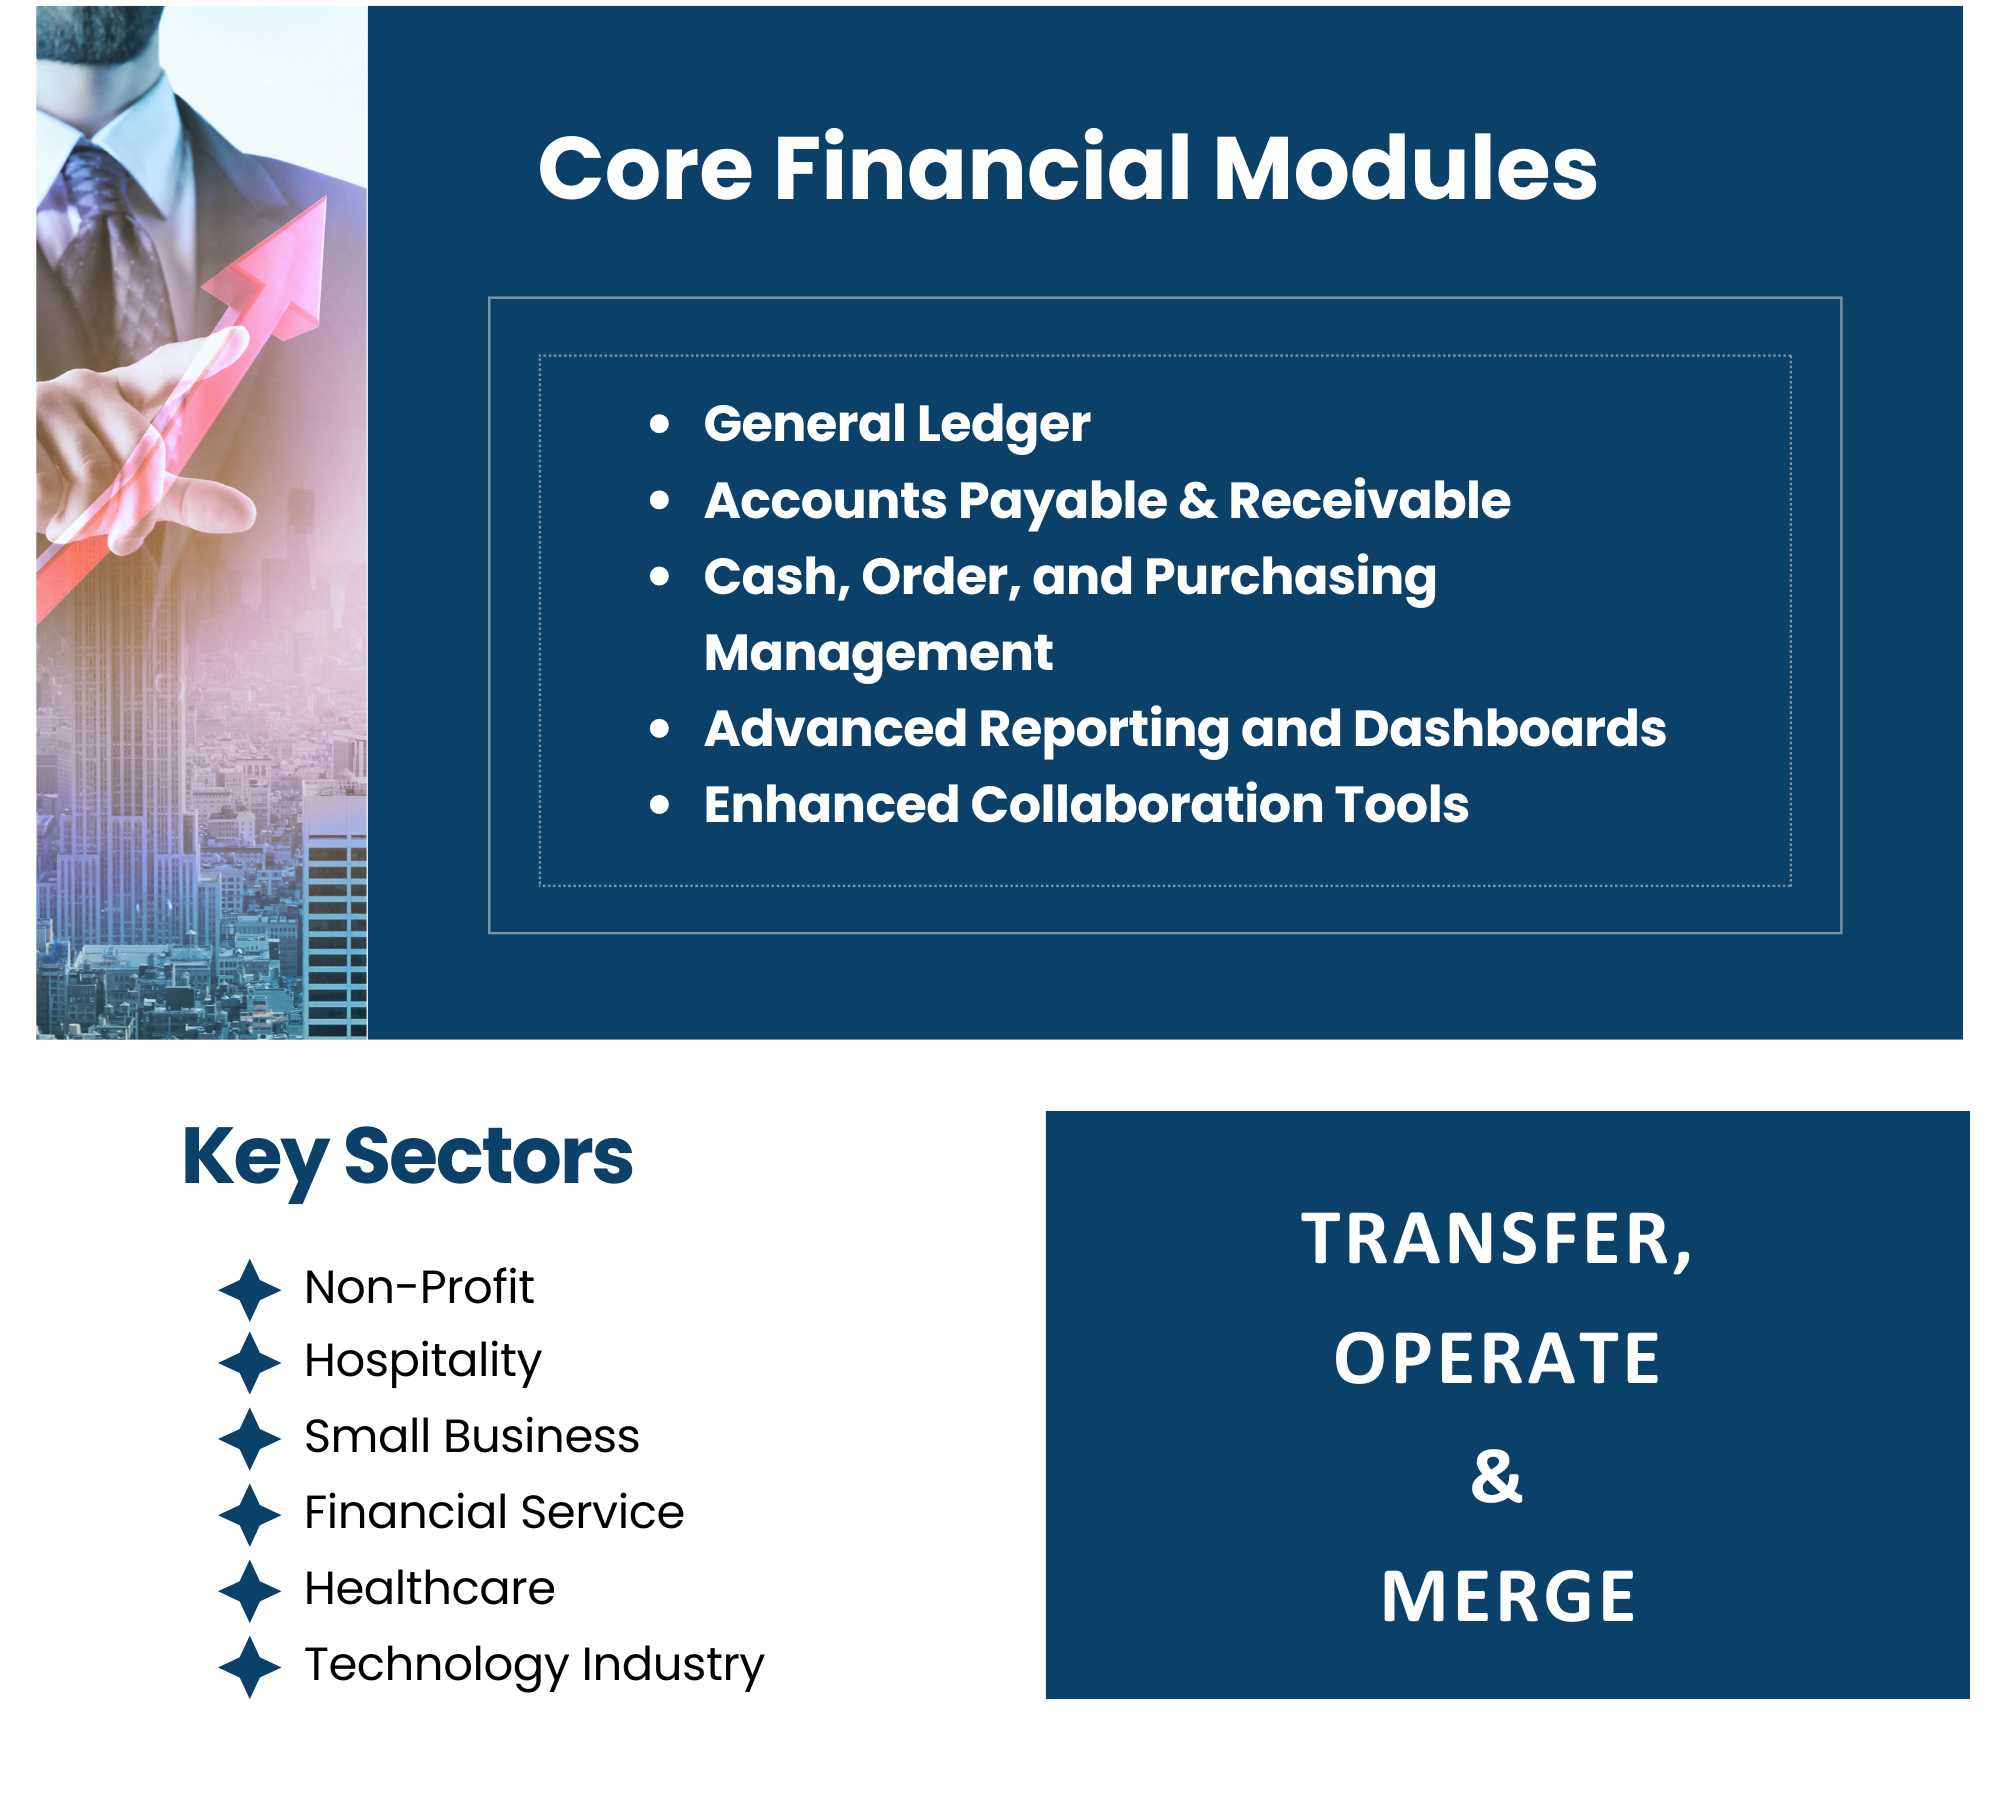 Core Financial Modules
• General Ledger
• Accounts Payable & Receivable
• Cash, Order, and Purchasing
Management
• Advanced Reporting and Dashboards
• Enhanced Collaboration Tools
Key Sectors
Non-Profit
Hospitality
Small Business
Financial Service
Healthcare
Technology Industry
TRANSFER,
OPERATE
&
MERGE